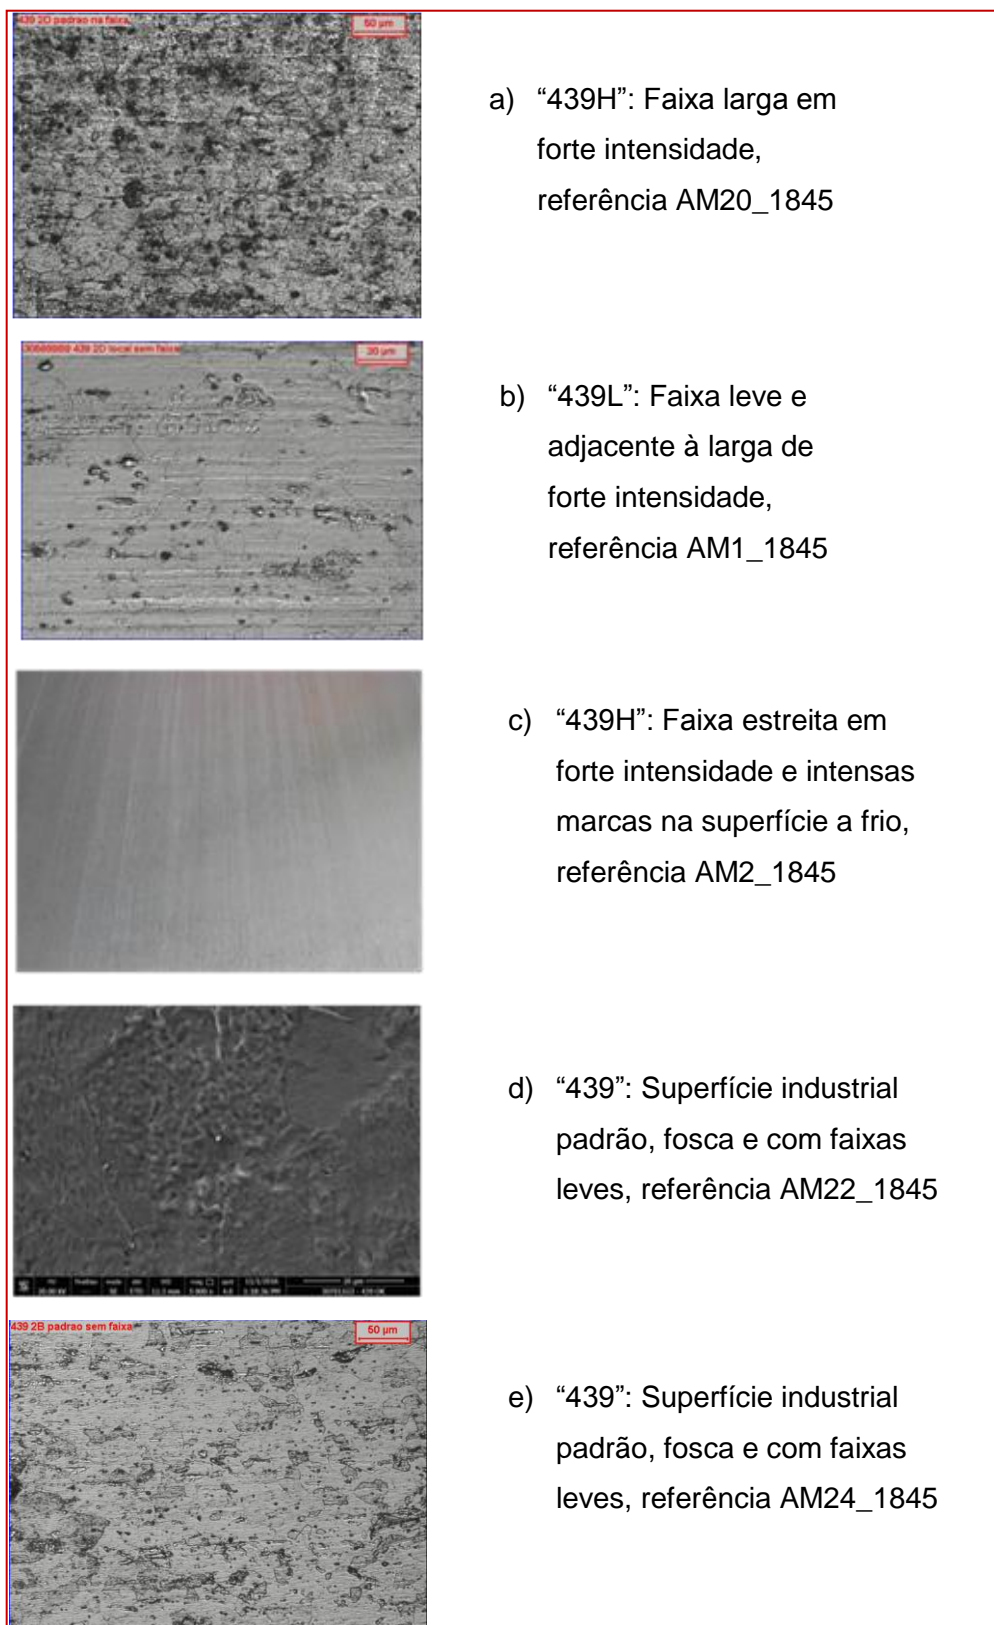 439 2D padrao na faixa
50 µm
a) “439H”: Faixa larga em
forte intensidade,
referência AM20_1845
439 2D local sem faixa
20 µm
b) “439L”: Faixa leve e
adjacente à larga de
forte intensidade,
referência AM1_1845
c) “439H”: Faixa estreita em
forte intensidade e intensas
marcas na superfície a frio,
referência AM2_1845
d) “439”: Superfície industrial
padrão, fosca e com faixas
leves, referência AM22_1845
439 2B padrao sem faixa
50 µm
e) “439”: Superfície industrial
padrão, fosca e com faixas
leves, referência AM24_1845